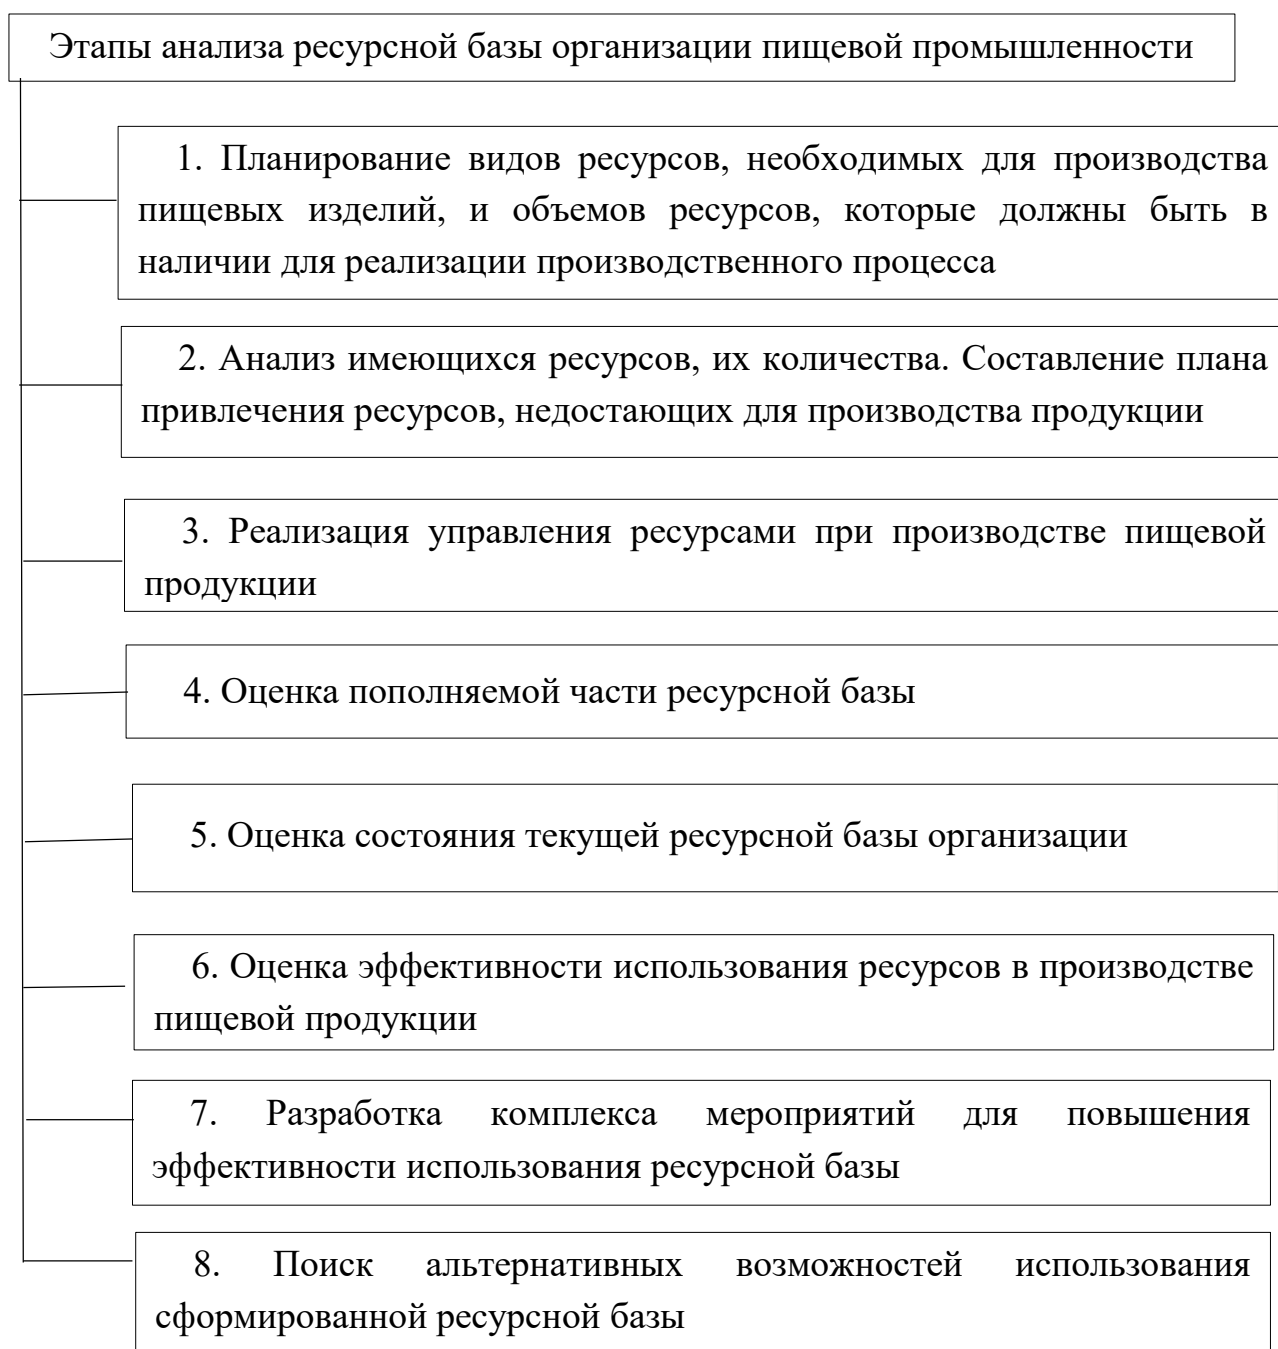 Этапы анализа ресурсной базы организации пищевой промышленности
1. Планирование видов ресурсов, необходимых для производства
пищевых изделий, и объемов ресурсов, которые должны быть в
наличии для реализации производственного процесса
2. Анализ имеющихся ресурсов, их количества. Составление плана
привлечения ресурсов, недостающих для производства продукции
3. Реализация управления ресурсами при производстве пищевой
продукции
4. Оценка пополняемой части ресурсной базы
5. Оценка состояния текущей ресурсной базы организации
6. Оценка эффективности использования ресурсов в производстве
пищевой продукции
7. Разработка комплекса мероприятий для повышения
эффективности использования ресурсной базы
8. Поиск альтернативных возможностей использования
сформированной ресурсной базы